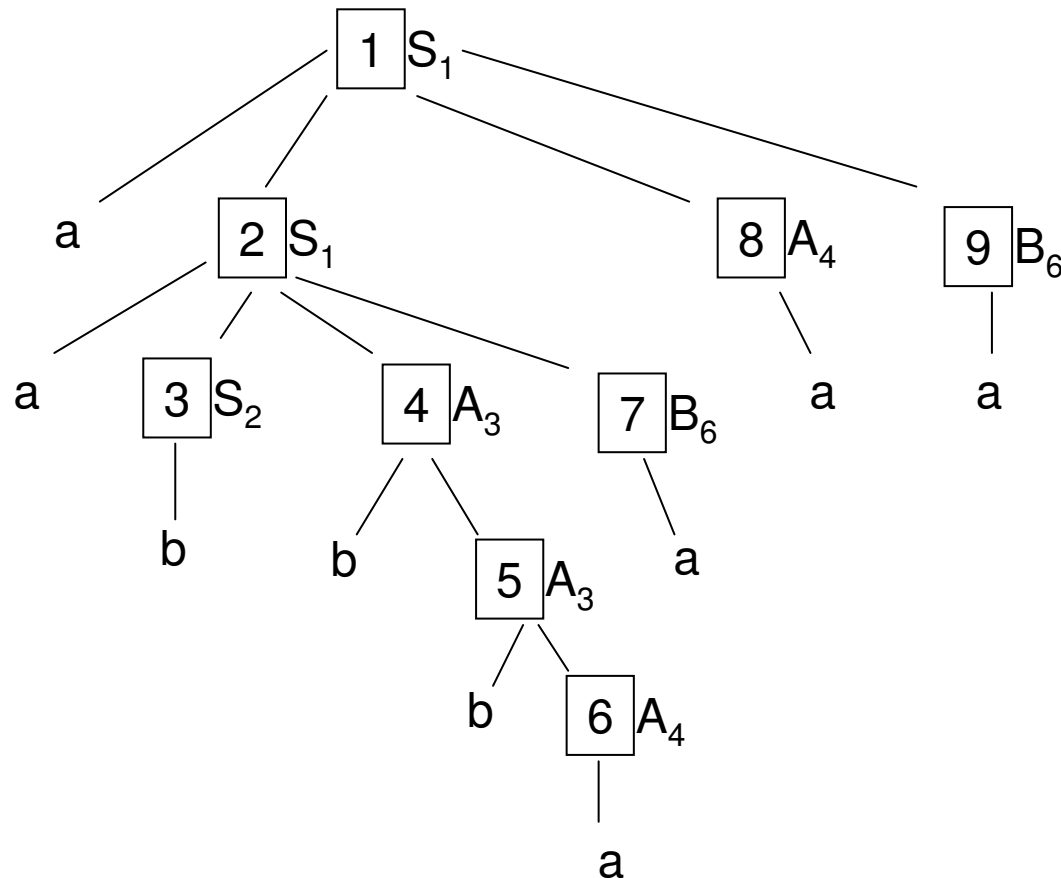 1 S₁
a 2 S₁ 8 A₄ 9 B₆
a 3 S₂ 4 A₃ 7 B₆ a a
b b 5 A₃ a
b 6 A₄
a